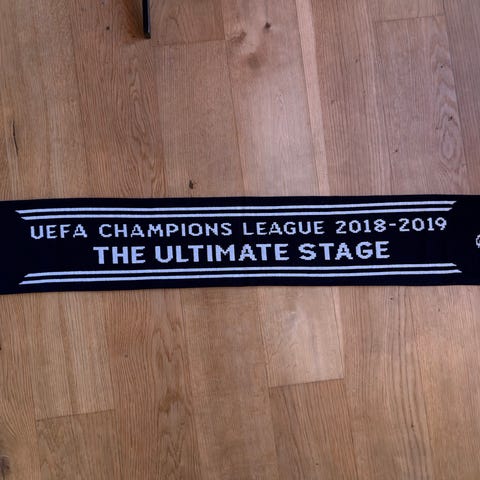 UEFA CHAMPIONS LEAGUE 2018-2019
THE ULTIMATE STAGE